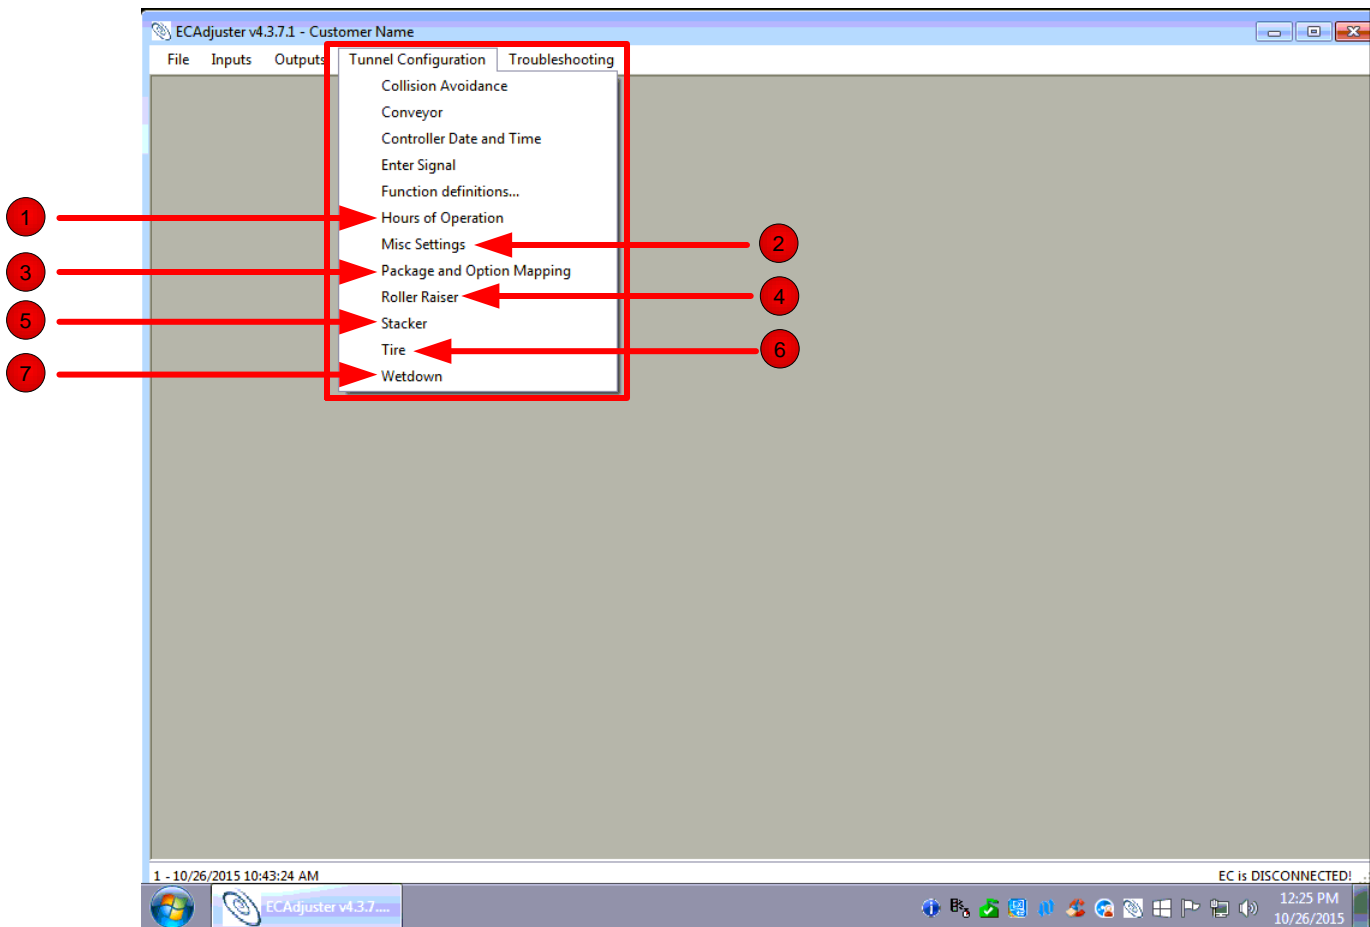 ECAdjuster v4.3.7.1 - Customer Name
File Inputs Outputs Tunnel Configuration Troubleshooting
Collision Avoidance
Conveyor
Controller Date and Time
Enter Signal
Function definitions...
1 Hours of Operation
Misc Settings 2
3 Package and Option Mapping
Roller Raiser 4
5 Stacker
Tire 6
7 Wetdown
1 - 10/26/2015 10:43:24 AM EC is DISCONNECTED!
ECAdjuster v4.3.7.... 12:25 PM
10/26/2015